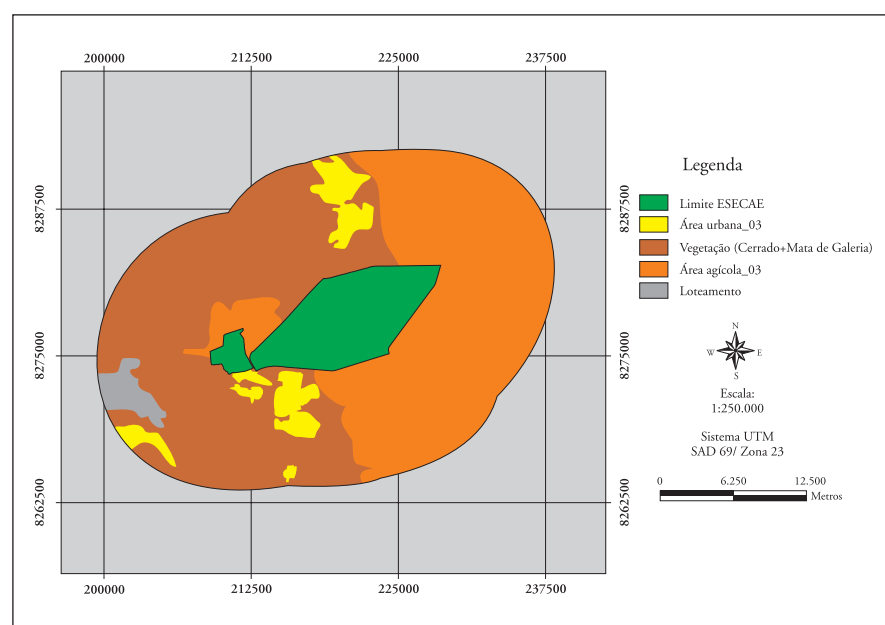 200000 212500 225000 237500
8287500 8287500
8275000 8275000
8262500 8262500
200000 212500 225000 237500
Legenda
Limite ESECAE
Área urbana_03
Vegetação (Cerrado+Mata de Galeria)
Área agícola_03
Loteamento
N
W E
S
Escala:
1:250.000
Sistema UTM
SAD 69/ Zona 23
0 6.250 12.500
Metros